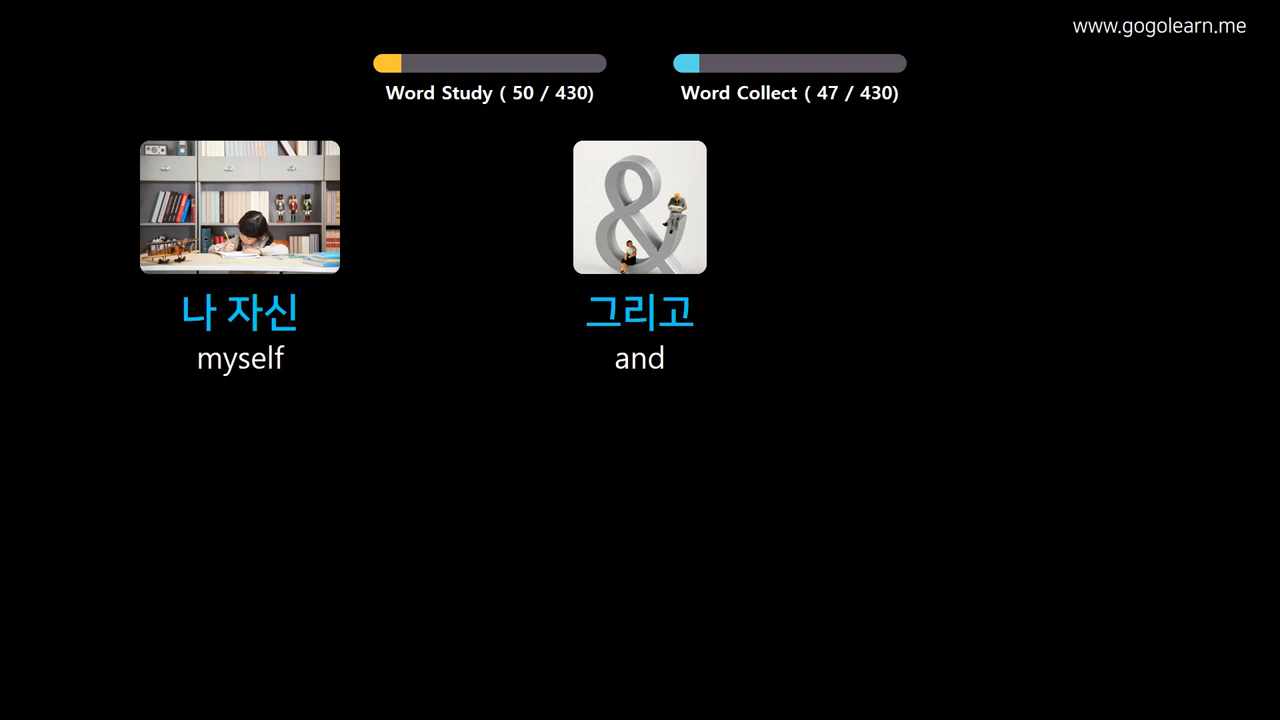 www.gogolearn.me
Word Study ( 50 / 430)
Word Collect ( 47 / 430)
&
나 자신
myself
그리고
and